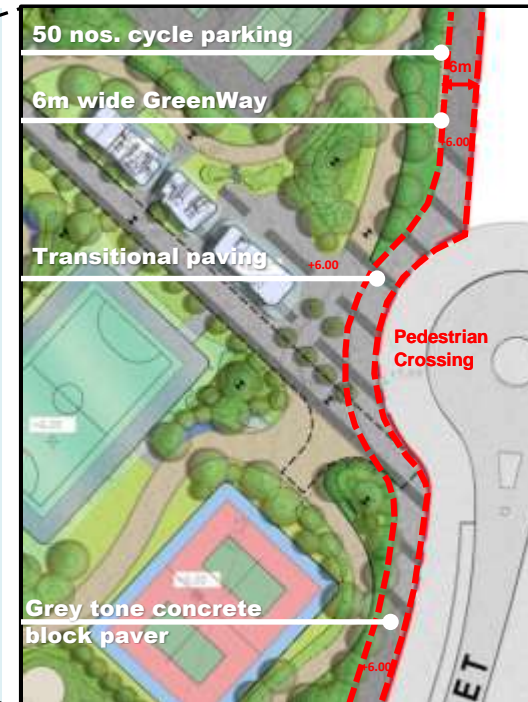 50 nos. cycle parking
6m
6m wide GreenWay
+6.00
Transitional paving
+6.00
Pedestrian
Crossing
Grey tone concrete
block paver
+6.00
ET